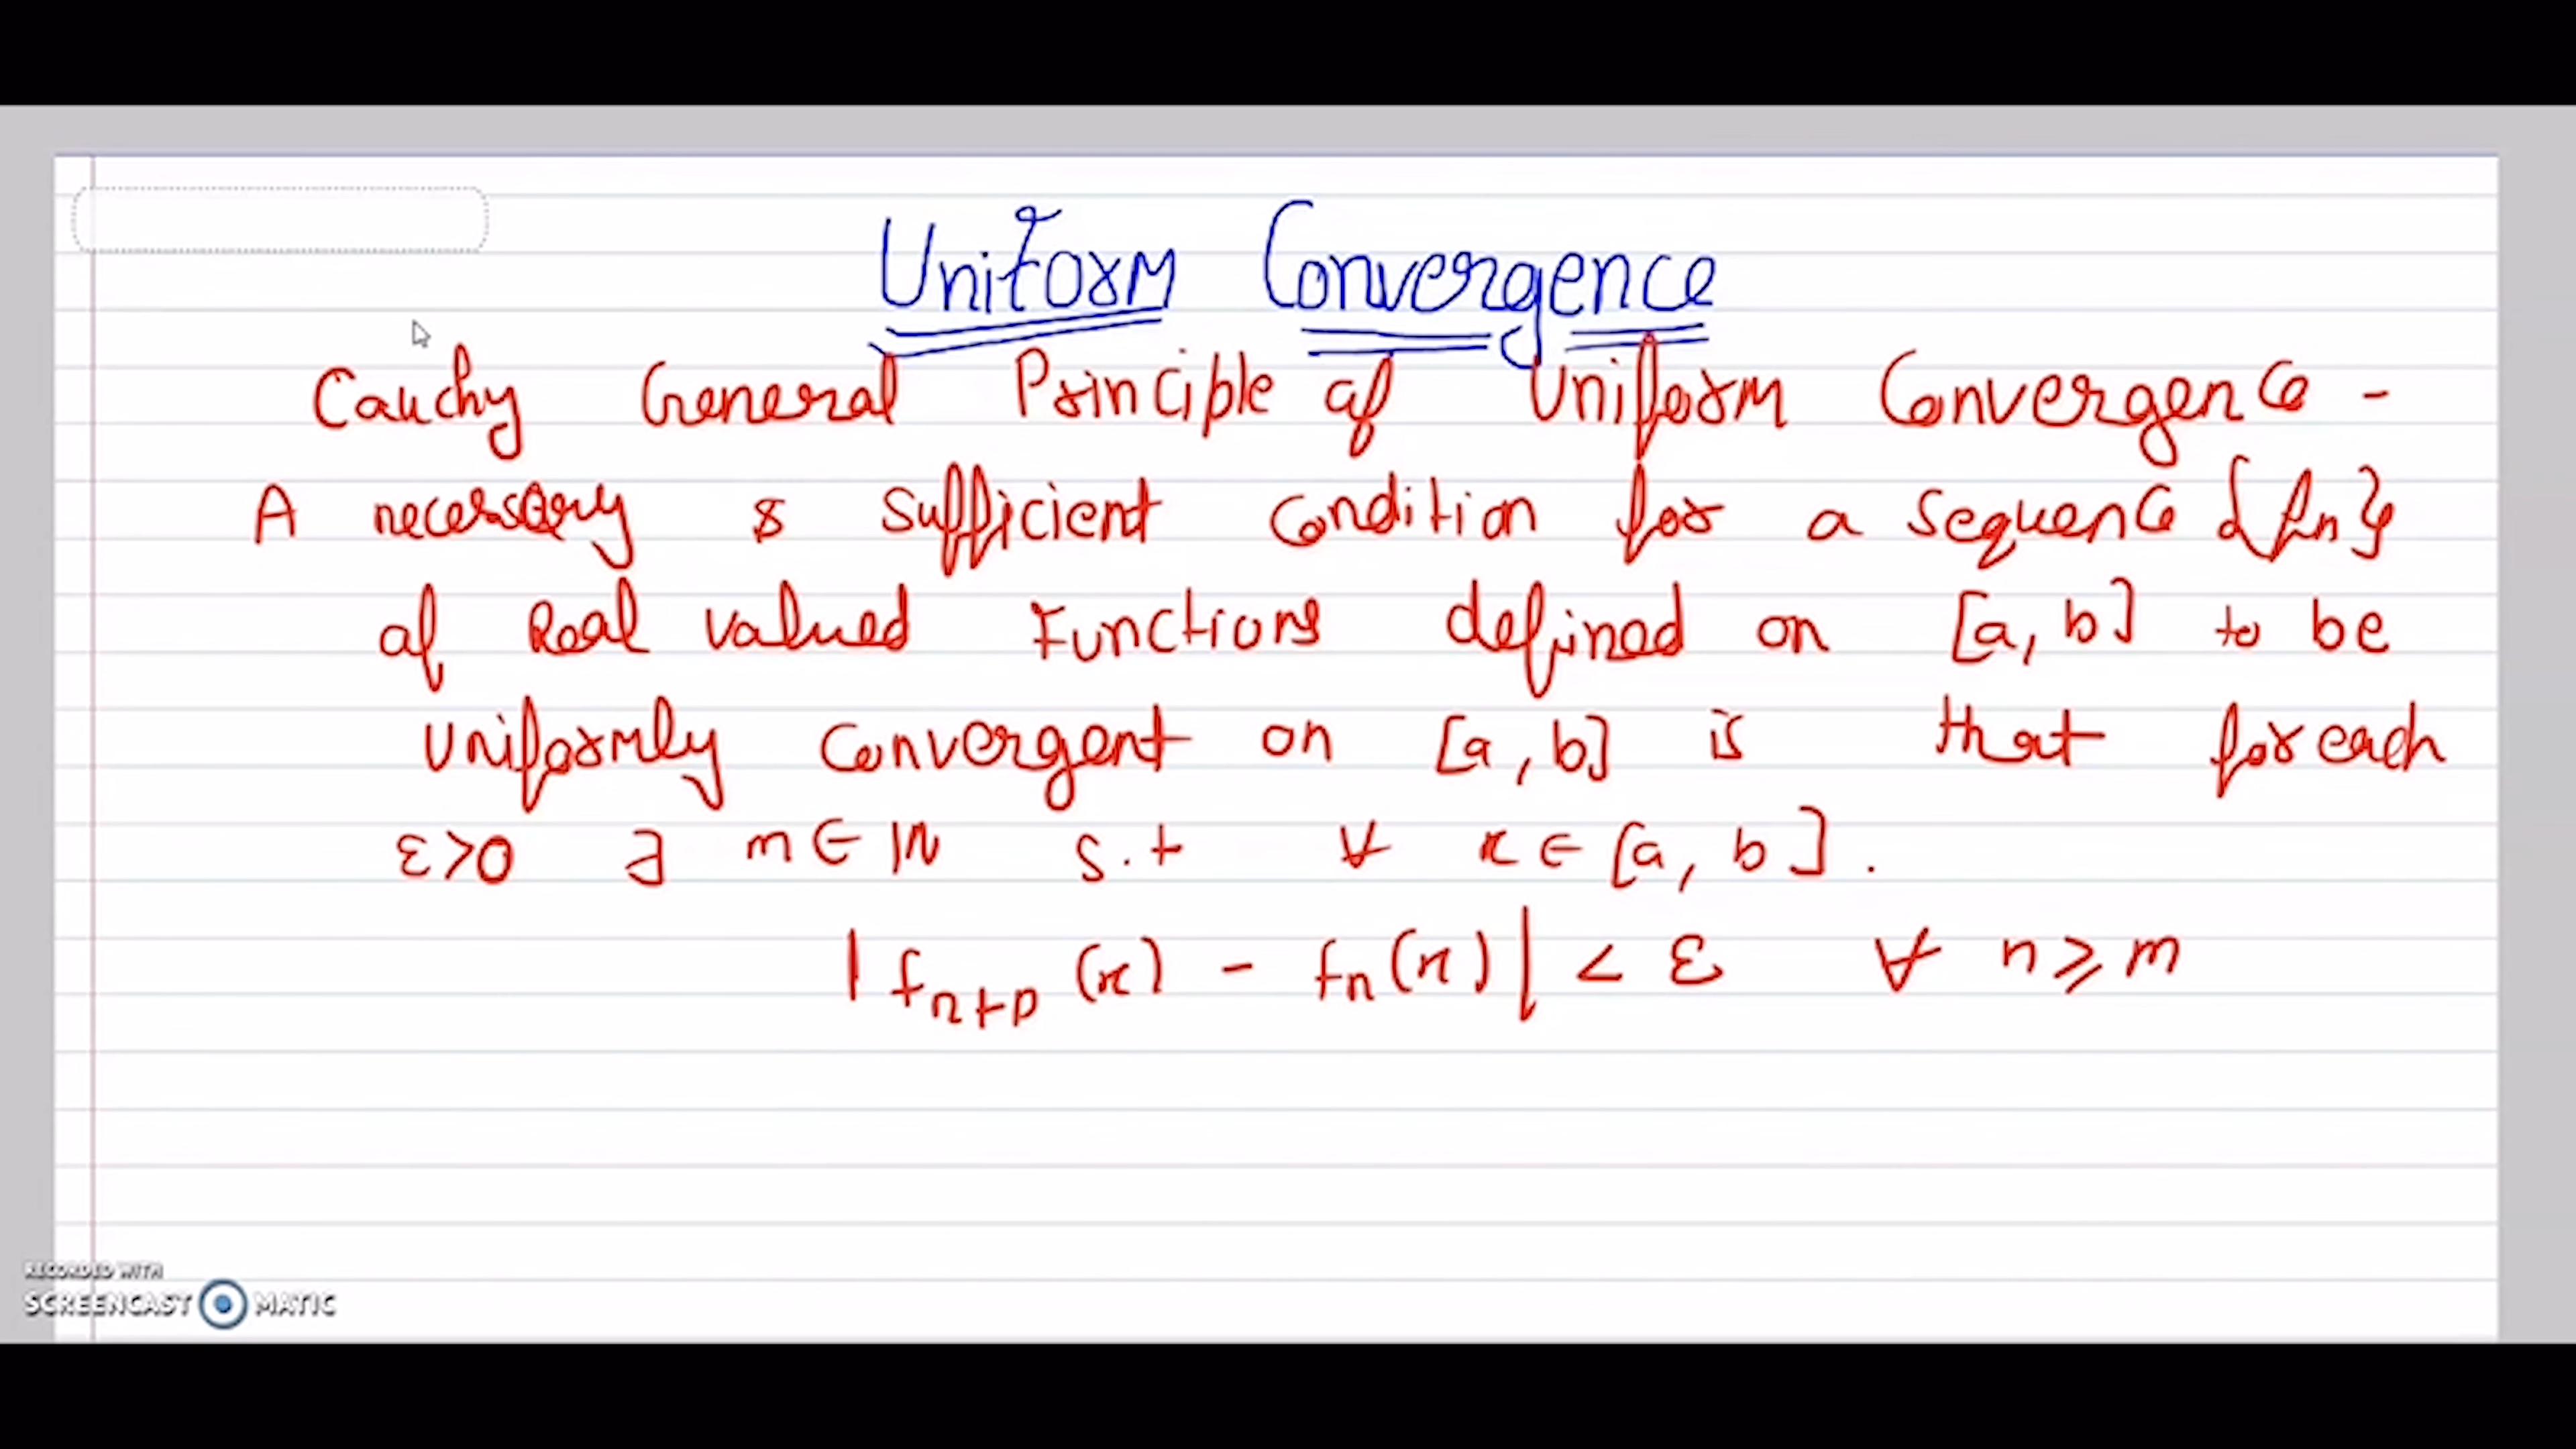 Uniform Convergence
Cauchy General Principle of Uniform Convergence -
A necessary & sufficient condition for a sequence {fn}
of Real valued Functions defined on [a, b] to be
Uniformly convergent on [a, b] is that for each
ε>0 ∃ m ∈ ℕ s.t ∀ x ∈ [a, b].
| fn+p (x) - fn(x) | < ε ∀ n ⩾ m
RECORDED WITH
SCREENCAST MATIC